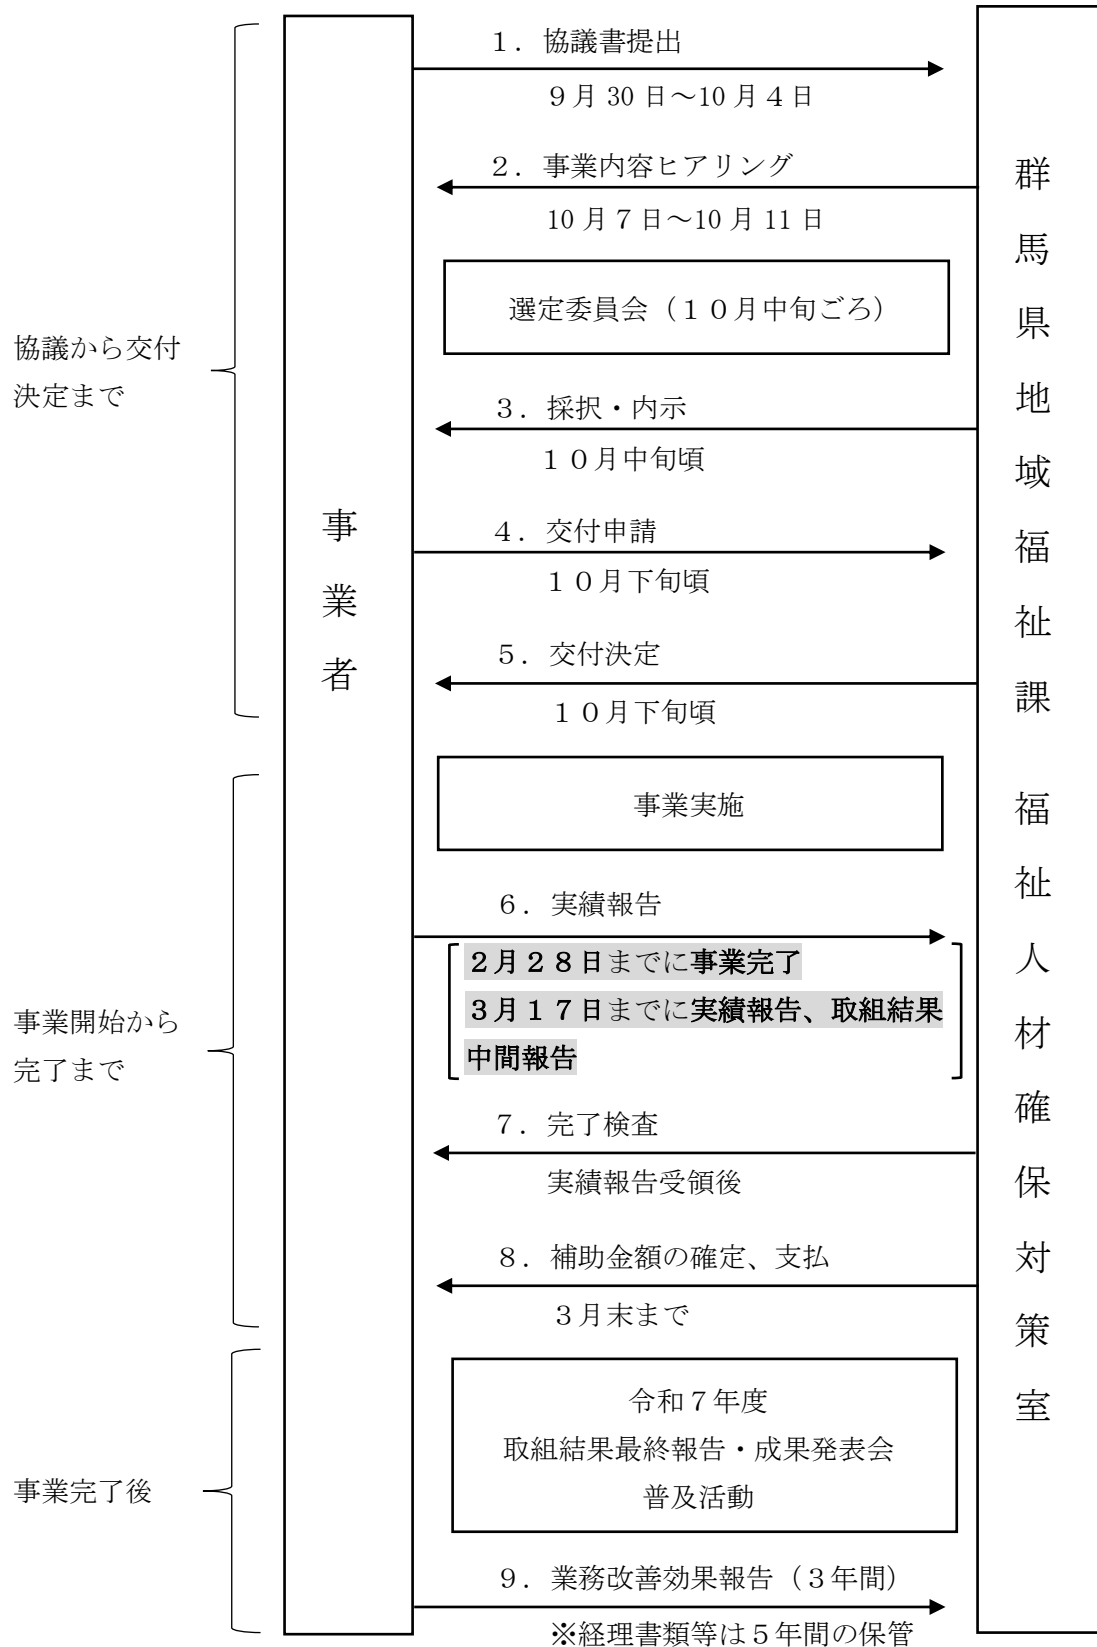 １．協議書提出
９月 30 日～10 月４日
２．事業内容ヒアリング
10 月７日～10 月 11 日
選定委員会（１０月中旬ごろ）
協議から交付
決定まで
３．採択・内示
１０月中旬頃
４．交付申請
１０月下旬頃
５．交付決定
１０月下旬頃
事業者
群馬県地域福祉課　福祉人材確保対策室
事業実施
６．実績報告
２月２８日までに事業完了
３月１７日までに実績報告、取組結果
中間報告
事業開始から
完了まで
７．完了検査
実績報告受領後
８．補助金額の確定、支払
３月末まで
令和７年度
取組結果最終報告・成果発表会
普及活動
事業完了後
９．業務改善効果報告（３年間）
※経理書類等は５年間の保管